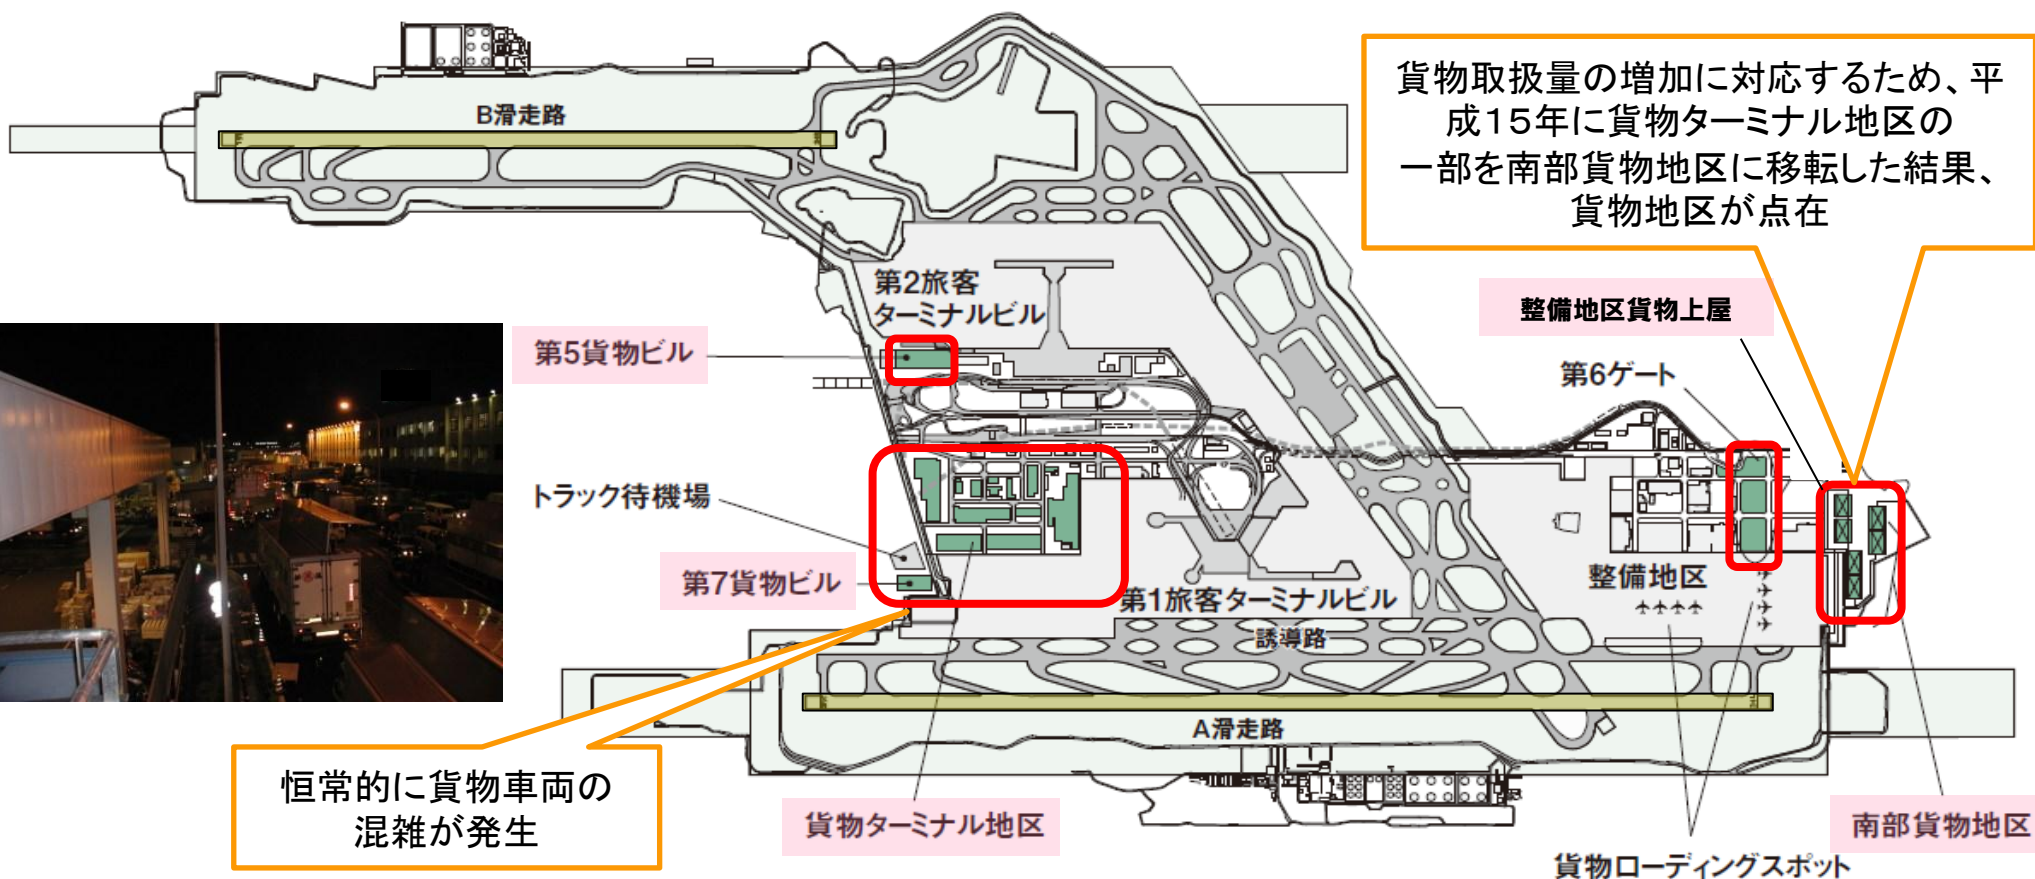 B滑走路
貨物取扱量の増加に対応するため、平
成15年に貨物ターミナル地区の
一部を南部貨物地区に移転した結果、
貨物地区が点在
第2旅客
ターミナルビル
整備地区貨物上屋
第5貨物ビル
第6ゲート
トラック待機場
第7貨物ビル
第1旅客ターミナルビル
整備地区
誘導路
A滑走路
恒常的に貨物車両の
混雑が発生
貨物ターミナル地区
南部貨物地区
貨物ローディングスポット